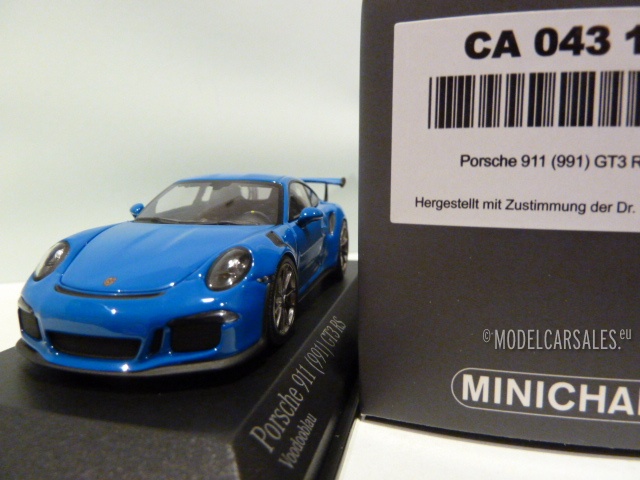 CA 043 1
Porsche 911 (991) GT3 R
Hergestellt mit Zustimmung der Dr.
©MODELCARSALES.eu
MINICHA
Porsche 911 (991) GT3 RS
Voodooblau